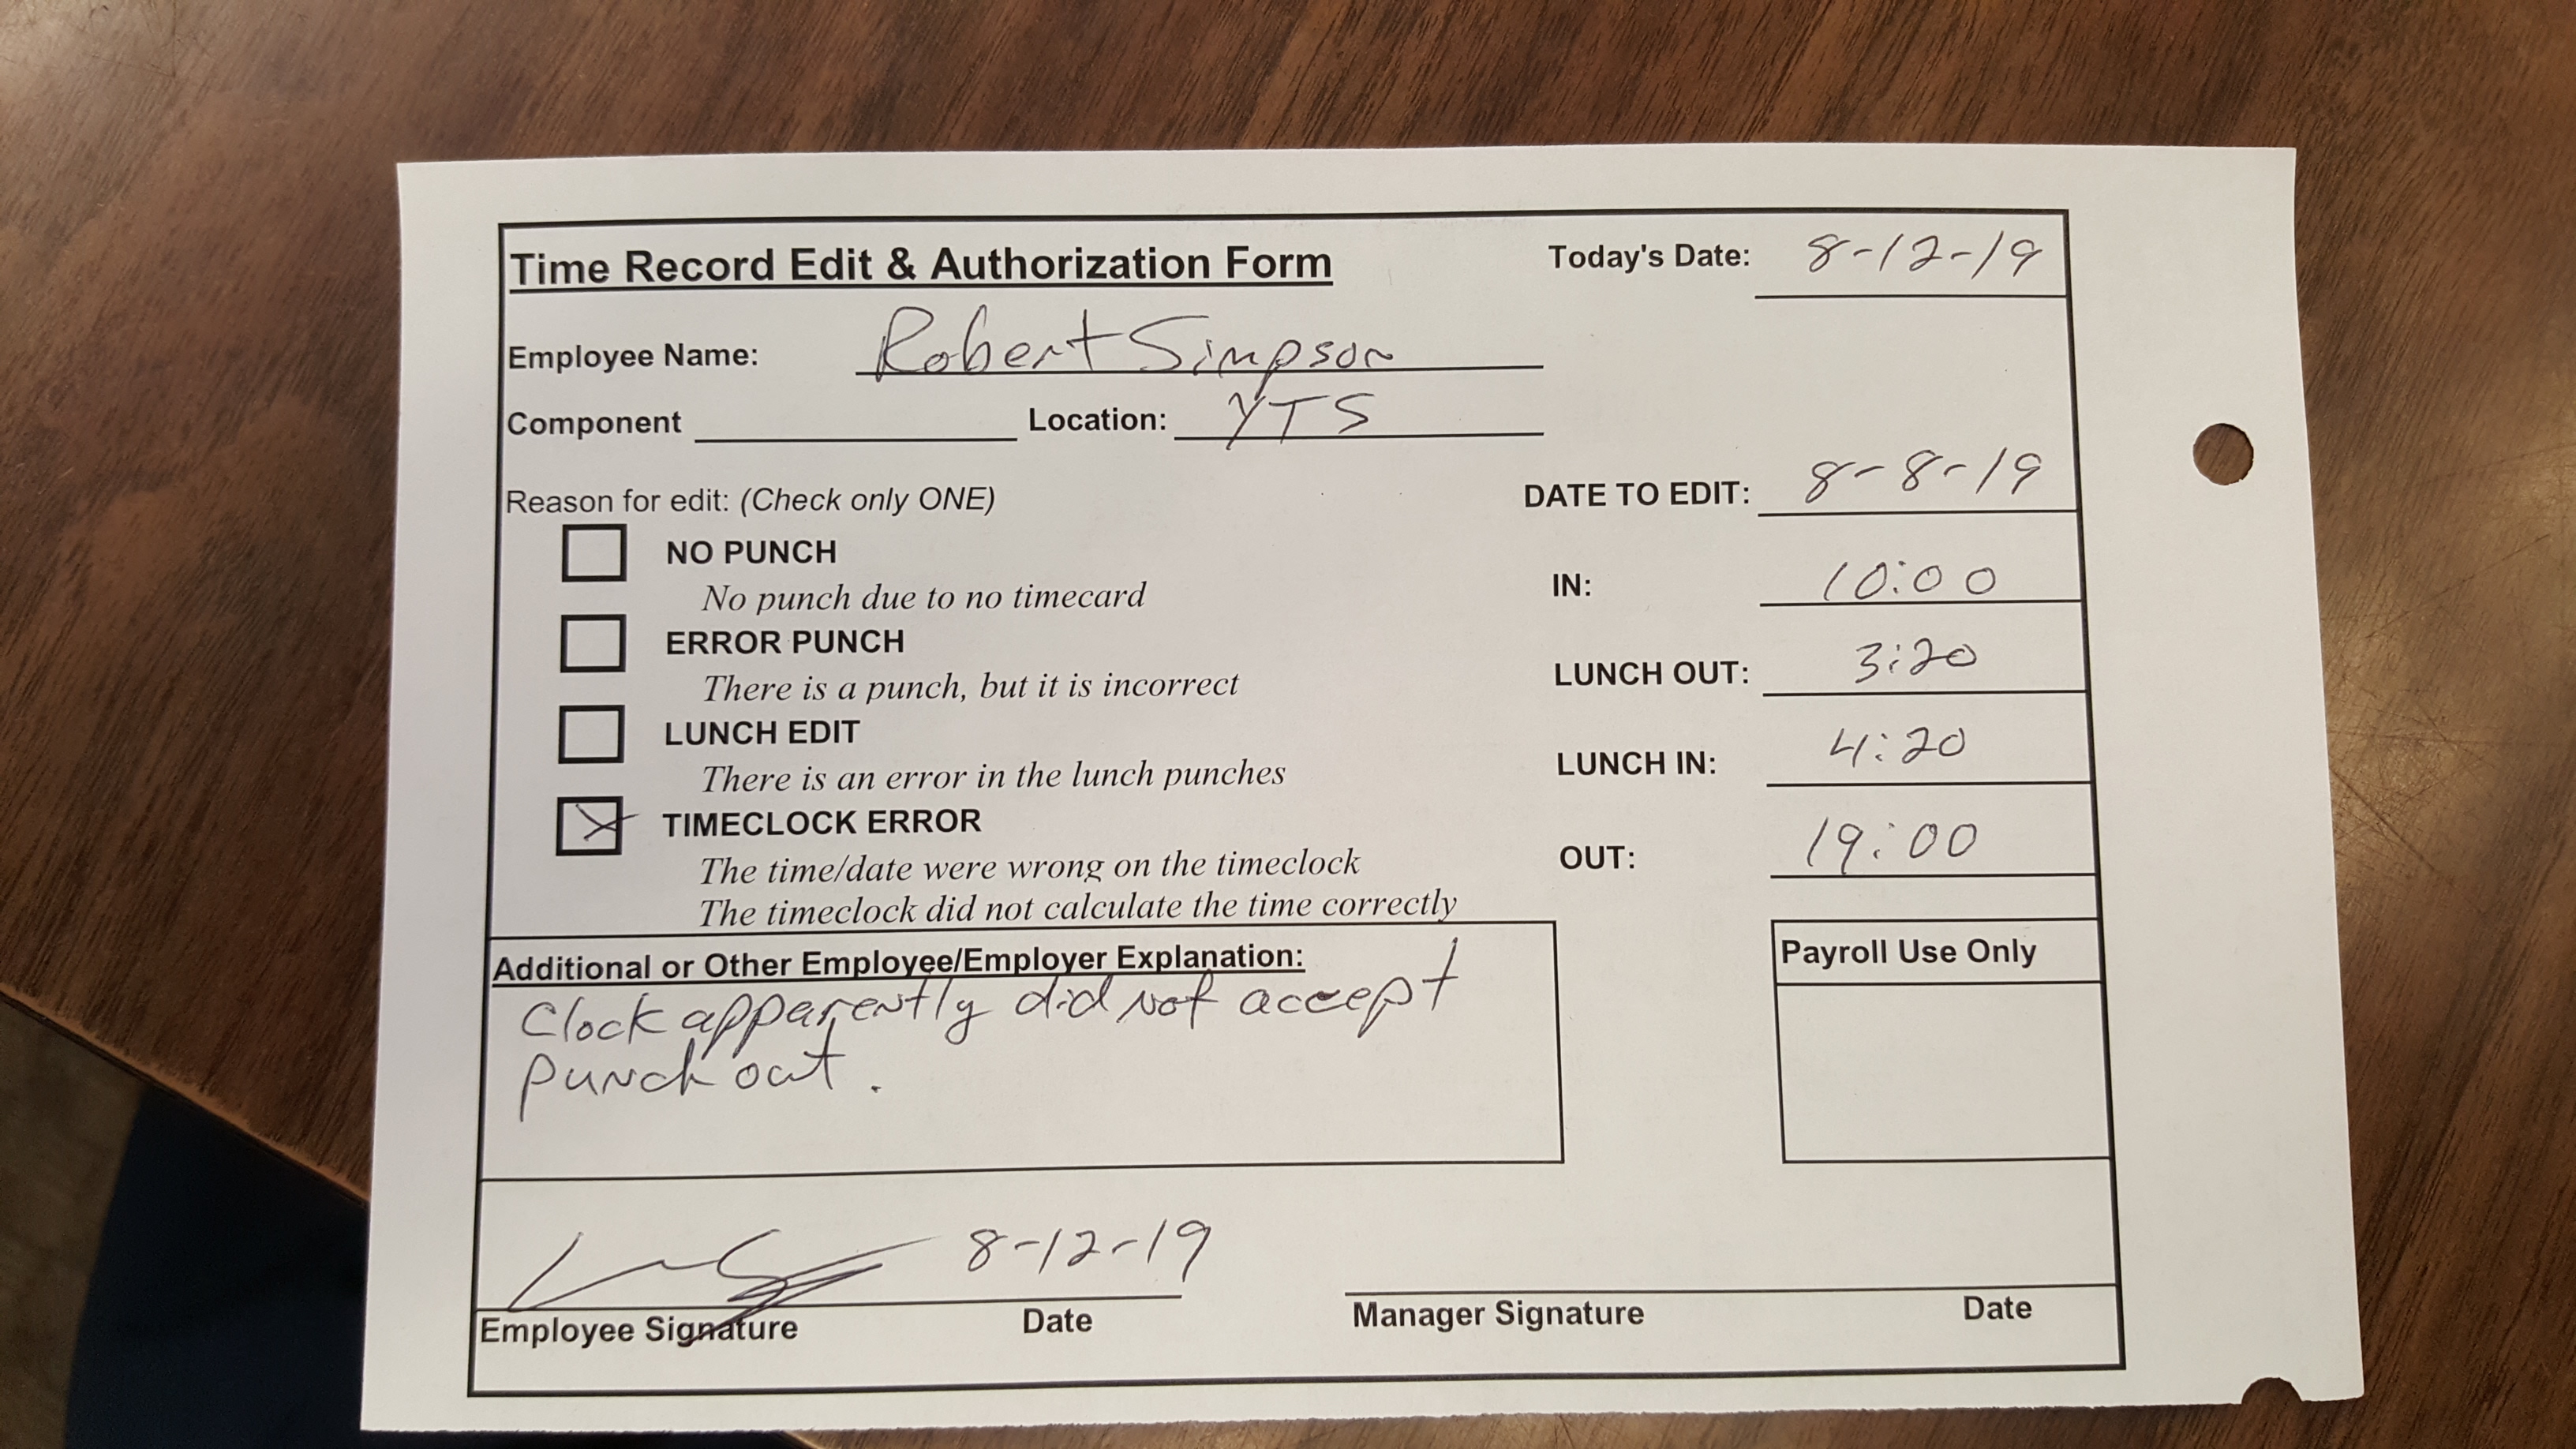 Time Record Edit & Authorization Form Today's Date: 8-12-19
Employee Name: Robert Simpson
Component Location: YTS
Reason for edit: (Check only ONE) DATE TO EDIT: 8-8-19
NO PUNCH
No punch due to no timecard
IN: 10:00
ERROR PUNCH
There is a punch, but it is incorrect
LUNCH OUT: 3:20
LUNCH EDIT
There is an error in the lunch punches
LUNCH IN: 4:20
TIMECLOCK ERROR
The time/date were wrong on the timeclock
The timeclock did not calculate the time correctly
OUT: 19:00
Additional or Other Employee/Employer Explanation:
Clock apparently did not accept
punch out.
Payroll Use Only
8-12-19
Employee Signature Date Manager Signature Date